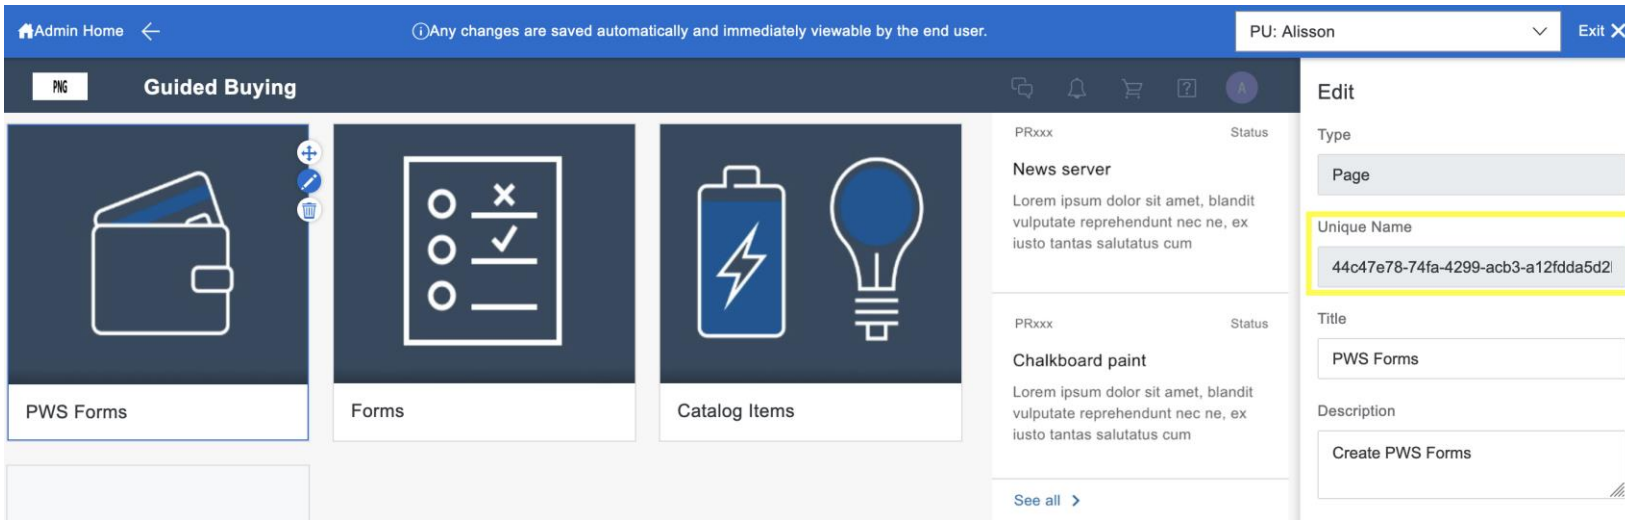 Admin Home
Any changes are saved automatically and immediately viewable by the end user.
PU: Alisson
Exit
PNG
Guided Buying
A
PWS Forms
Forms
Catalog Items
PRxxx Status
News server
Lorem ipsum dolor sit amet, blandit
vulputate reprehendunt nec ne, ex
iusto tantas salutatus cum
PRxxx Status
Chalkboard paint
Lorem ipsum dolor sit amet, blandit
vulputate reprehendunt nec ne, ex
iusto tantas salutatus cum
See all
Edit
Type
Page
Unique Name
44c47e78-74fa-4299-acb3-a12fdda5d2
Title
PWS Forms
Description
Create PWS Forms